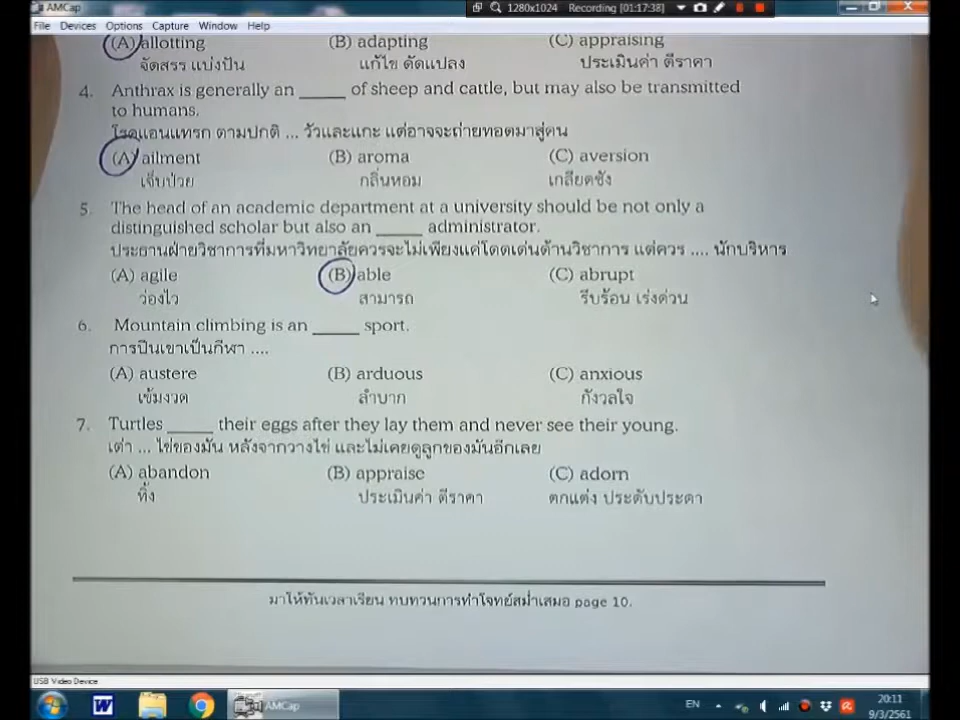 AMCap
1280x1024 Recording [01:17:38]
File Devices Options Capture Window Help
(A) allotting (B) adapting (C) appraising
จัดสรร แบ่งปัน แก้ไข ดัดแปลง ประเมินค่า ตีราคา
4. Anthrax is generally an _____ of sheep and cattle, but may also be transmitted
to humans.
โรคแอนแทรก ตามปกติ ... วัวและแกะ แต่อาจจะถ่ายทอดมาสู่คน
(A) ailment (B) aroma (C) aversion
เจ็บป่วย กลิ่นหอม เกลียดชัง
5. The head of an academic department at a university should be not only a
distinguished scholar but also an _____ administrator.
ประธานฝ่ายวิชาการที่มหาวิทยาลัยควรจะไม่เพียงแค่โดดเด่นด้านวิชาการ แต่ควร .... นักบริหาร
(A) agile (B) able (C) abrupt
ว่องไว สามารถ รีบร้อน เร่งด่วน
6. Mountain climbing is an _____ sport.
การปีนเขาเป็นกีฬา ....
(A) austere (B) arduous (C) anxious
เข้มงวด ลำบาก กังวลใจ
7. Turtles _____ their eggs after they lay them and never see their young.
เต่า ... ไข่ของมัน หลังจากวางไข่ และไม่เคยดูลูกของมันอีกเลย
(A) abandon (B) appraise (C) adorn
ทิ้ง ประเมินค่า ตีราคา ตกแต่ง ประดับประดา
มาให้ทันเวลาเรียน ทบทวนการทำโจทย์สม่ำเสมอ page 10.
USB Video Device
AMCap
EN
20:11
9/3/2561